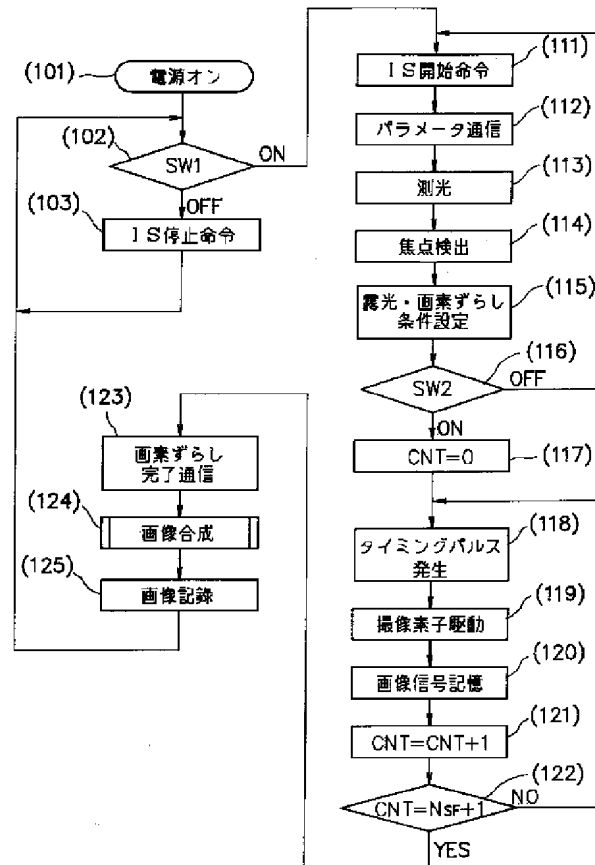 (101)
電源オン
(102)
SW1
ON
OFF
(103)
IS停止命令
(111)
IS開始命令
(112)
パラメータ通信
(113)
測光
(114)
焦点検出
(115)
露光・画素ずらし
条件設定
(116)
SW2
OFF
ON
(117)
CNT=0
(118)
タイミングパルス
発生
(119)
撮像素子駆動
(120)
画像信号記憶
(121)
CNT=CNT+1
(122)
CNT=NSF+1
NO
YES
(123)
画素ずらし
完了通信
(124)
画像合成
(125)
画像記録